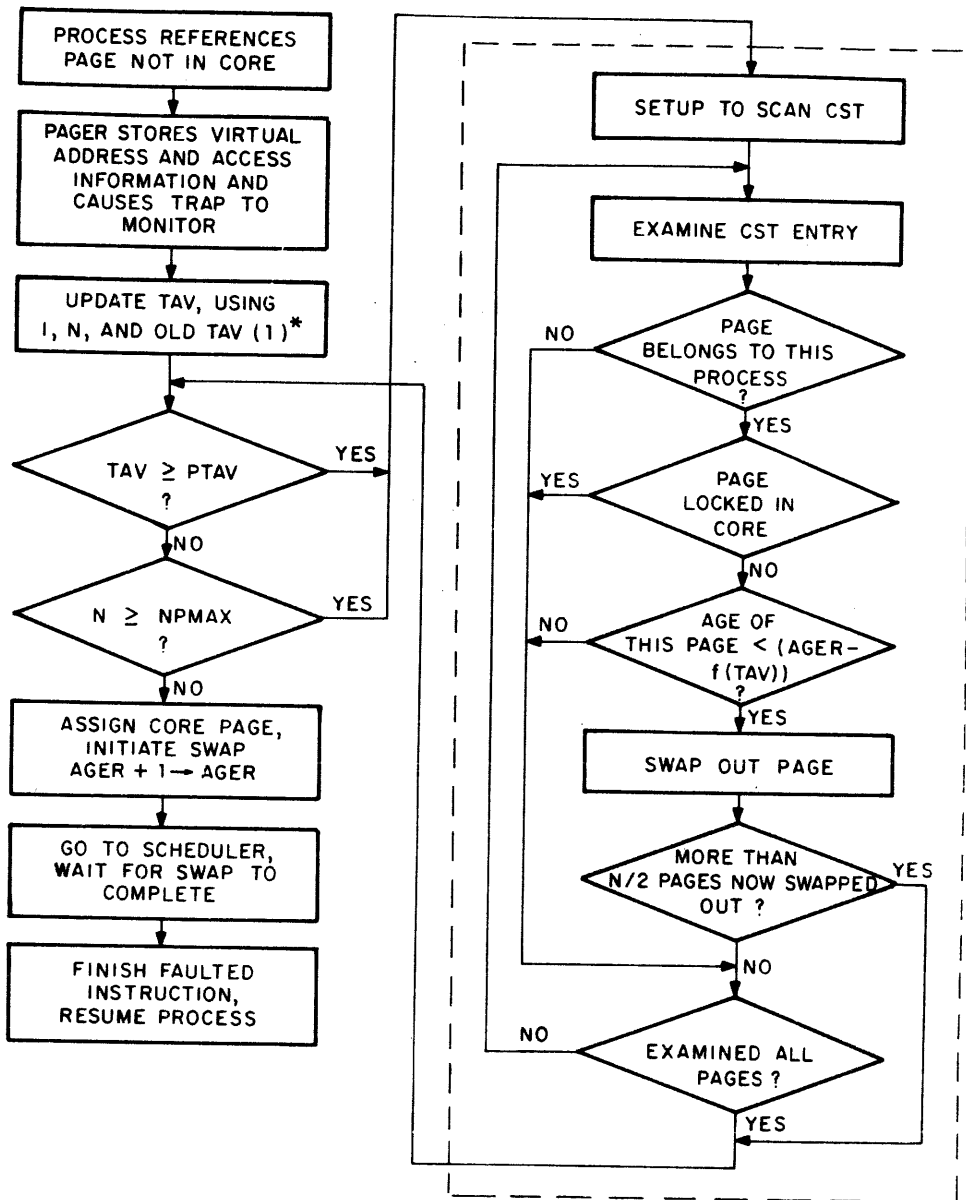 PROCESS REFERENCES
PAGE NOT IN CORE
PAGER STORES VIRTUAL
ADDRESS AND ACCESS
INFORMATION AND
CAUSES TRAP TO
MONITOR
UPDATE TAV, USING
I, N, AND OLD TAV (1)*
TAV ≥ PTAV
?
YES
NO
N ≥ NPMAX
?
YES
NO
ASSIGN CORE PAGE,
INITIATE SWAP
AGER + 1 → AGER
GO TO SCHEDULER,
WAIT FOR SWAP TO
COMPLETE
FINISH FAULTED
INSTRUCTION,
RESUME PROCESS
SETUP TO SCAN CST
EXAMINE CST ENTRY
NO
PAGE
BELONGS TO THIS
PROCESS
?
YES
YES
PAGE
LOCKED IN
CORE
NO
NO
AGE OF
THIS PAGE < (AGER-
f(TAV))
?
YES
SWAP OUT PAGE
MORE THAN
N/2 PAGES NOW SWAPPED
OUT ?
YES
NO
NO
EXAMINED ALL
PAGES ?
YES